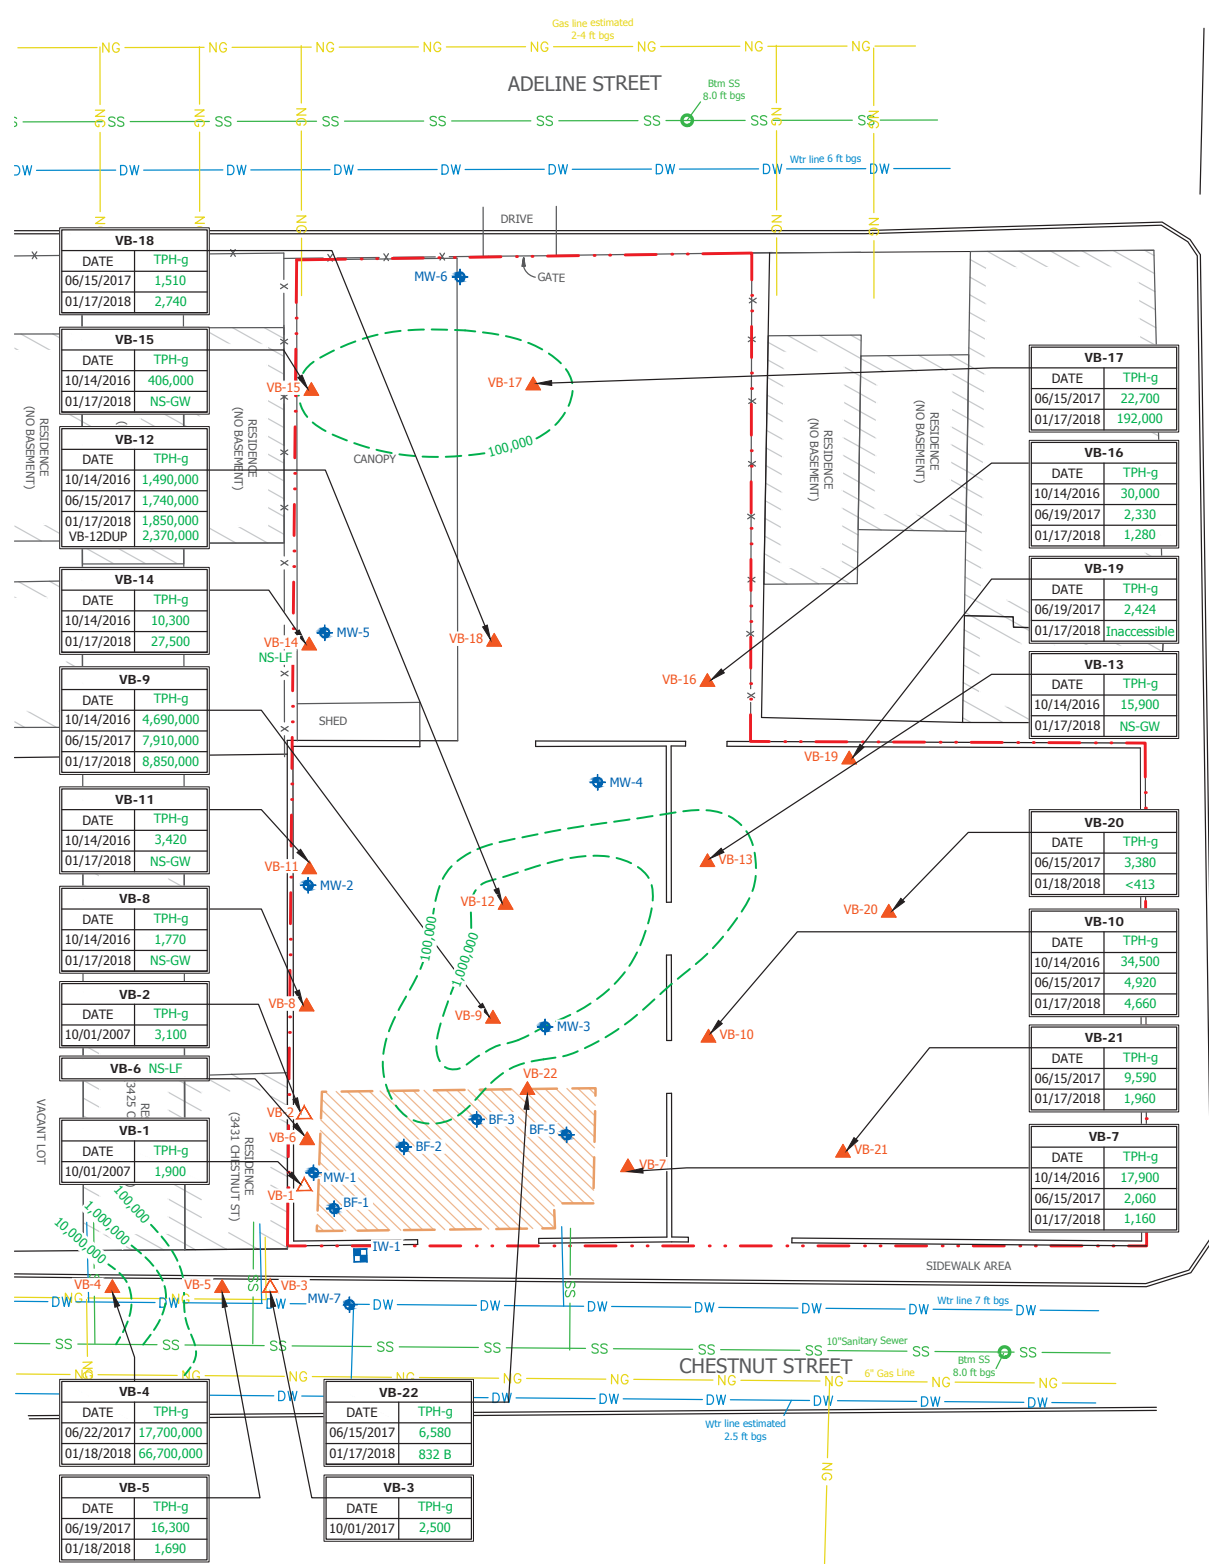 Gas line estimated
2-4 ft bgs
NG NG NG NG NG NG NG NG
ADELINE STREET
Btm SS
8.0 ft bgs
NG NG NG NG NG
SS SS SS SS SS SS SS SS
Wtr line 6 ft bgs
DW DW DW DW DW DW DW DW DW
NG NG NG NG
DRIVE
GATE
MW-6
VB-18
DATE TPH-g
06/15/2017 1,510
01/17/2018 2,740
VB-15
DATE TPH-g
10/14/2016 406,000
01/17/2018 NS-GW
VB-12
DATE TPH-g
10/14/2016 1,490,000
06/15/2017 1,740,000
01/17/2018 1,850,000
VB-12DUP 2,370,000
VB-14
DATE TPH-g
10/14/2016 10,300
01/17/2018 27,500
VB-9
DATE TPH-g
10/14/2016 4,690,000
06/15/2017 7,910,000
01/17/2018 8,850,000
VB-11
DATE TPH-g
10/14/2016 3,420
01/17/2018 NS-GW
VB-8
DATE TPH-g
10/14/2016 1,770
01/17/2018 NS-GW
VB-2
DATE TPH-g
10/01/2007 3,100
VB-6 NS-LF
VB-1
DATE TPH-g
10/01/2007 1,900
VB-17
DATE TPH-g
06/15/2017 22,700
01/17/2018 192,000
VB-16
DATE TPH-g
10/14/2016 30,000
06/19/2017 2,330
01/17/2018 1,280
VB-19
DATE TPH-g
06/19/2017 2,424
01/17/2018 Inaccessible
VB-13
DATE TPH-g
10/14/2016 15,900
01/17/2018 NS-GW
VB-20
DATE TPH-g
06/15/2017 3,380
01/18/2018 <413
VB-10
DATE TPH-g
10/14/2016 34,500
06/15/2017 4,920
01/17/2018 4,660
VB-21
DATE TPH-g
06/15/2017 9,590
01/17/2018 1,960
VB-7
DATE TPH-g
10/14/2016 17,900
06/15/2017 2,060
01/17/2018 1,160
RESIDENCE
(NO BASEMENT)
RESIDENCE
(NO BASEMENT)
RESIDENCE
(NO BASEMENT)
RESIDENCE
(NO BASEMENT)
VB-15
VB-17
100,000
CANOPY
VB-14
NS-LF
MW-5
VB-18
VB-16
SHED
VB-19
MW-4
VB-11
MW-2
VB-13
VB-12
VB-20
100,000
1,000,000
VB-8
VB-9
MW-3
VB-10
VB-22
VB-2
VB-6
BF-3
BF-2
BF-5
VB-7
VB-21
MW-1
VB-1
BF-1
VACANT LOT
RESIDENCE
(3431 CHESTNUT ST)
100,000
1,000,000
10,000,000
IW-1
SIDEWALK AREA
VB-4
VB-5
VB-3
SS SS
NG NG
MW-7
Wtr line 7 ft bgs
DW DW DW DW DW DW DW DW DW
10"Sanitary Sewer
SS SS SS SS SS SS SS SS SS
CHESTNUT STREET
Btm SS
8.0 ft bgs
6" Gas Line
NG NG NG NG NG NG NG NG NG NG
DW DW DW DW DW DW DW
Wtr line estimated
2.5 ft bgs
NG
VB-4
DATE TPH-g
06/22/2017 17,700,000
01/18/2018 66,700,000
VB-22
DATE TPH-g
06/15/2017 6,580
01/17/2018 832 B
VB-5
DATE TPH-g
06/19/2017 16,300
01/18/2018 1,690
VB-3
DATE TPH-g
10/01/2017 2,500